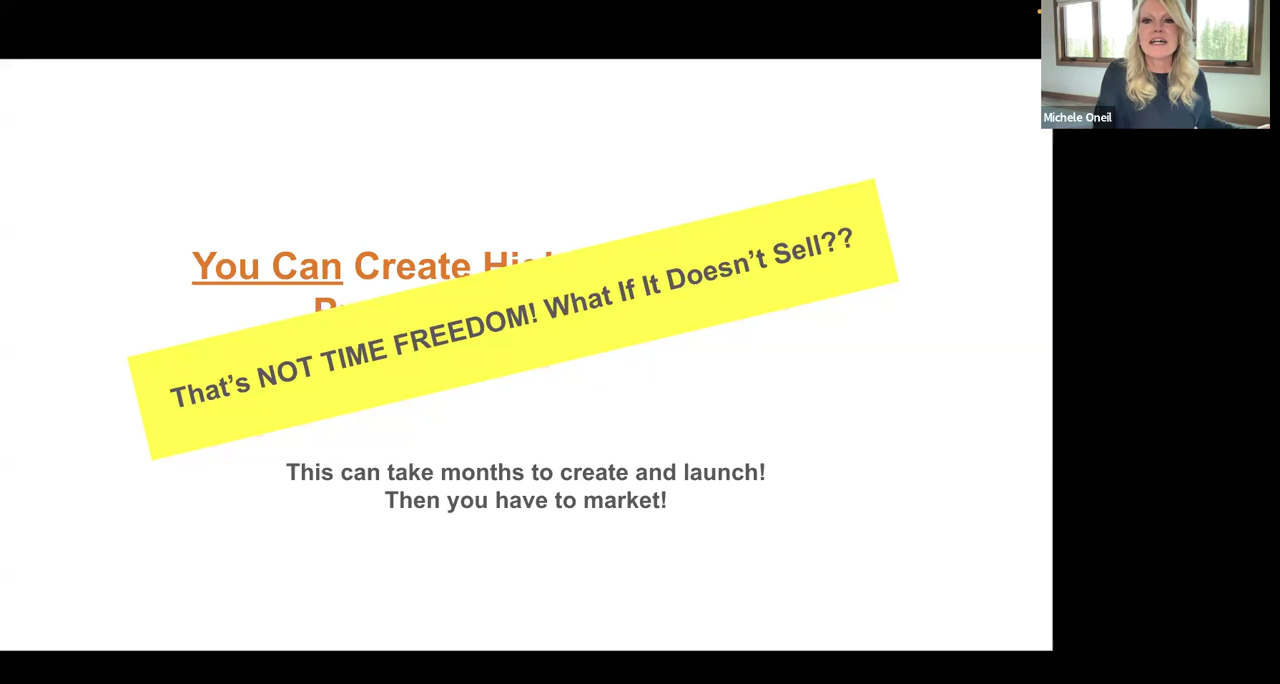 Michele Oneil
You Can Create
That's NOT TIME FREEDOM! What If It Doesn't Sell??
This can take months to create and launch!
Then you have to market!